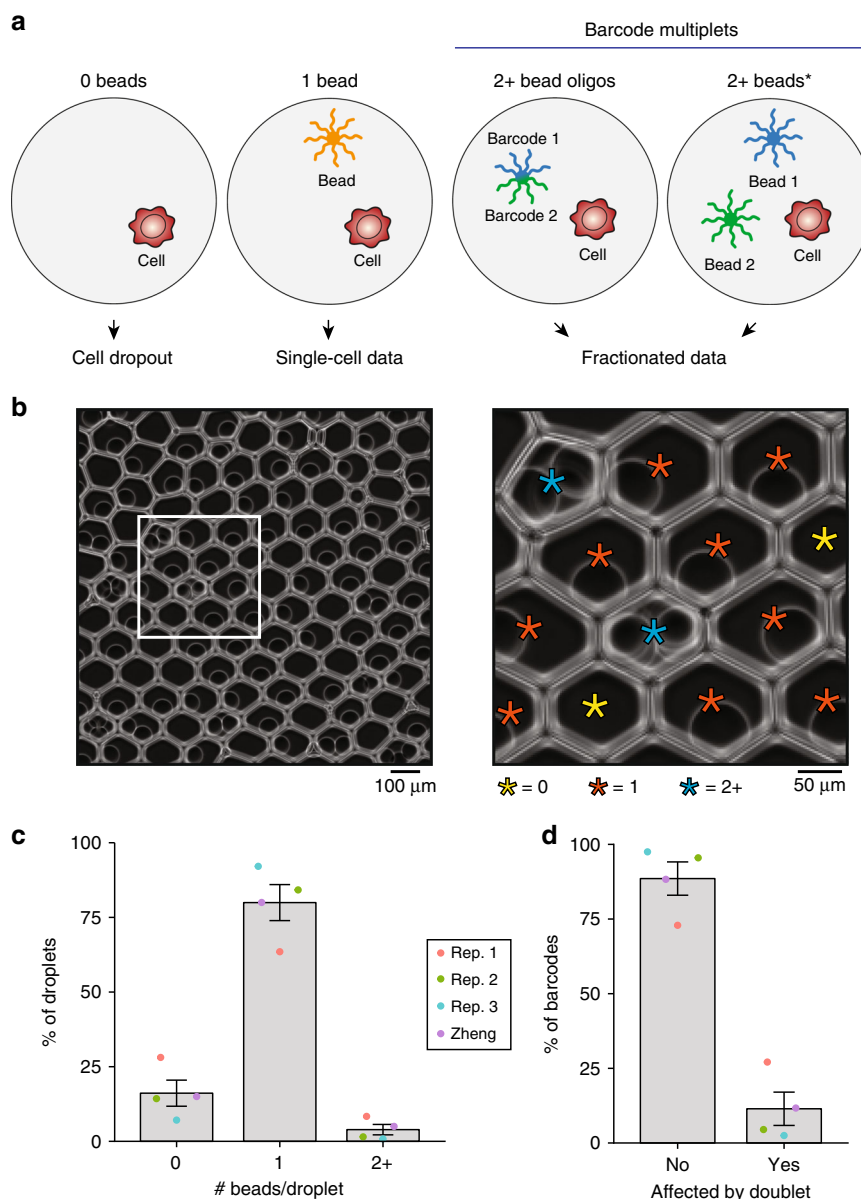 a
Barcode multiplets
0 beads
1 bead
2+ bead oligos
2+ beads*
Cell
Bead
Cell
Barcode 1
Barcode 2
Cell
Bead 1
Bead 2
Cell
Cell dropout
Single-cell data
Fractionated data
b
100 μm
= 0
= 1
= 2+
50 μm
c
% of droplets
100
75
50
25
0
0
1
2+
# beads/droplet
Rep. 1
Rep. 2
Rep. 3
Zheng
d
% of barcodes
100
75
50
25
0
No
Yes
Affected by doublet